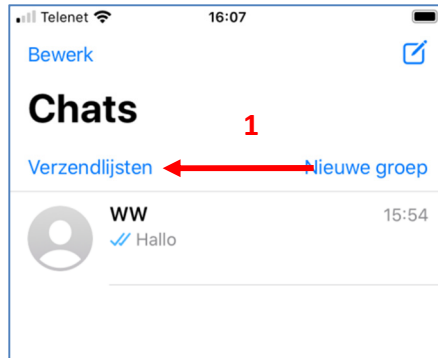 Telenet 16:07
Bewerk
Chats
1
Verzendlijsten Nieuwe groep
WW 15:54
Hallo